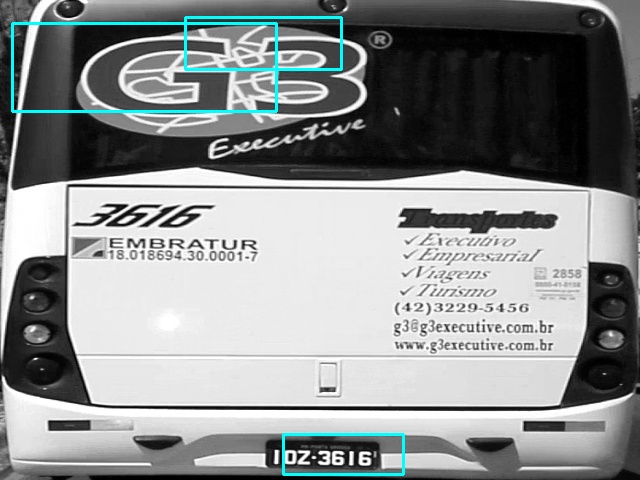 G3 ®
Executive
3616
EMBRATUR
18.018694.30.0001-7
Transportes
✓Executivo
✓Empresarial
✓Viagens
✓Turismo
(42)3229-5456
g3@g3executive.com.br
www.g3executive.com.br
2858
IOZ·3616